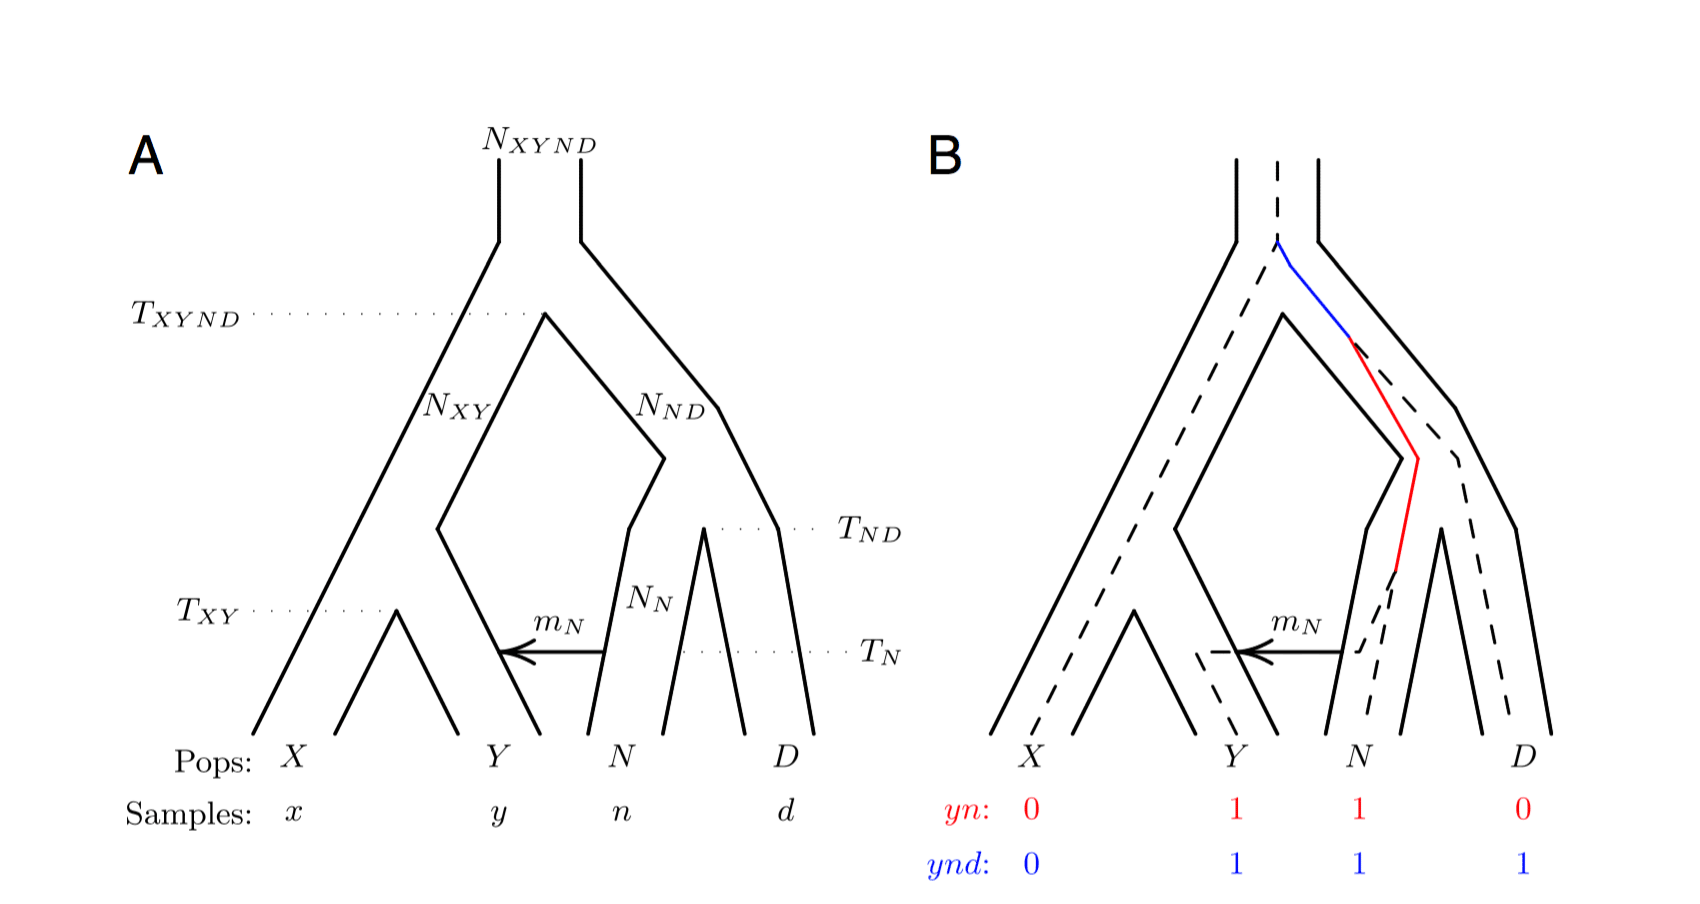 A
B
N_{XYND}
T_{XYND}
N_{XY}
N_{ND}
T_{ND}
T_{XY}
N_N
m_N
m_N
T_N
Pops: X Y N D
X Y N D
Samples: x y n d
yn: 0 1 1 0
ynd: 0 1 1 1